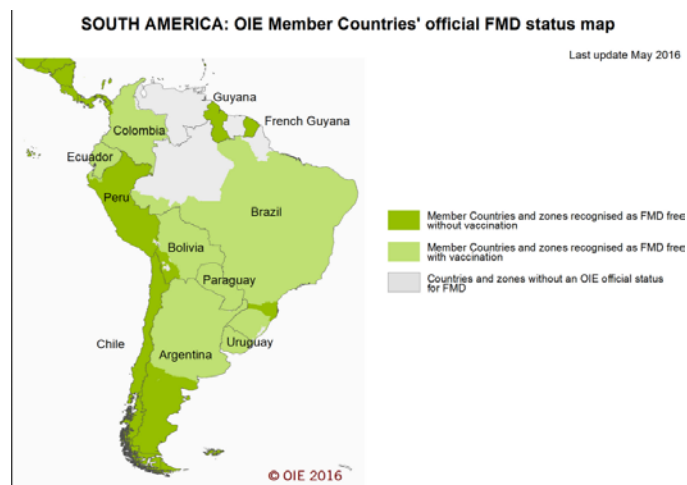 SOUTH AMERICA: OIE Member Countries' official FMD status map
Last update May 2016
Guyana
French Guyana
Colombia
Ecuador
Peru
Brazil
Bolivia
Paraguay
Chile
Argentina
Uruguay
Member Countries and zones recognised as FMD free
without vaccination
Member Countries and zones recognised as FMD free
with vaccination
Countries and zones without an OIE official status
for FMD
© OIE 2016